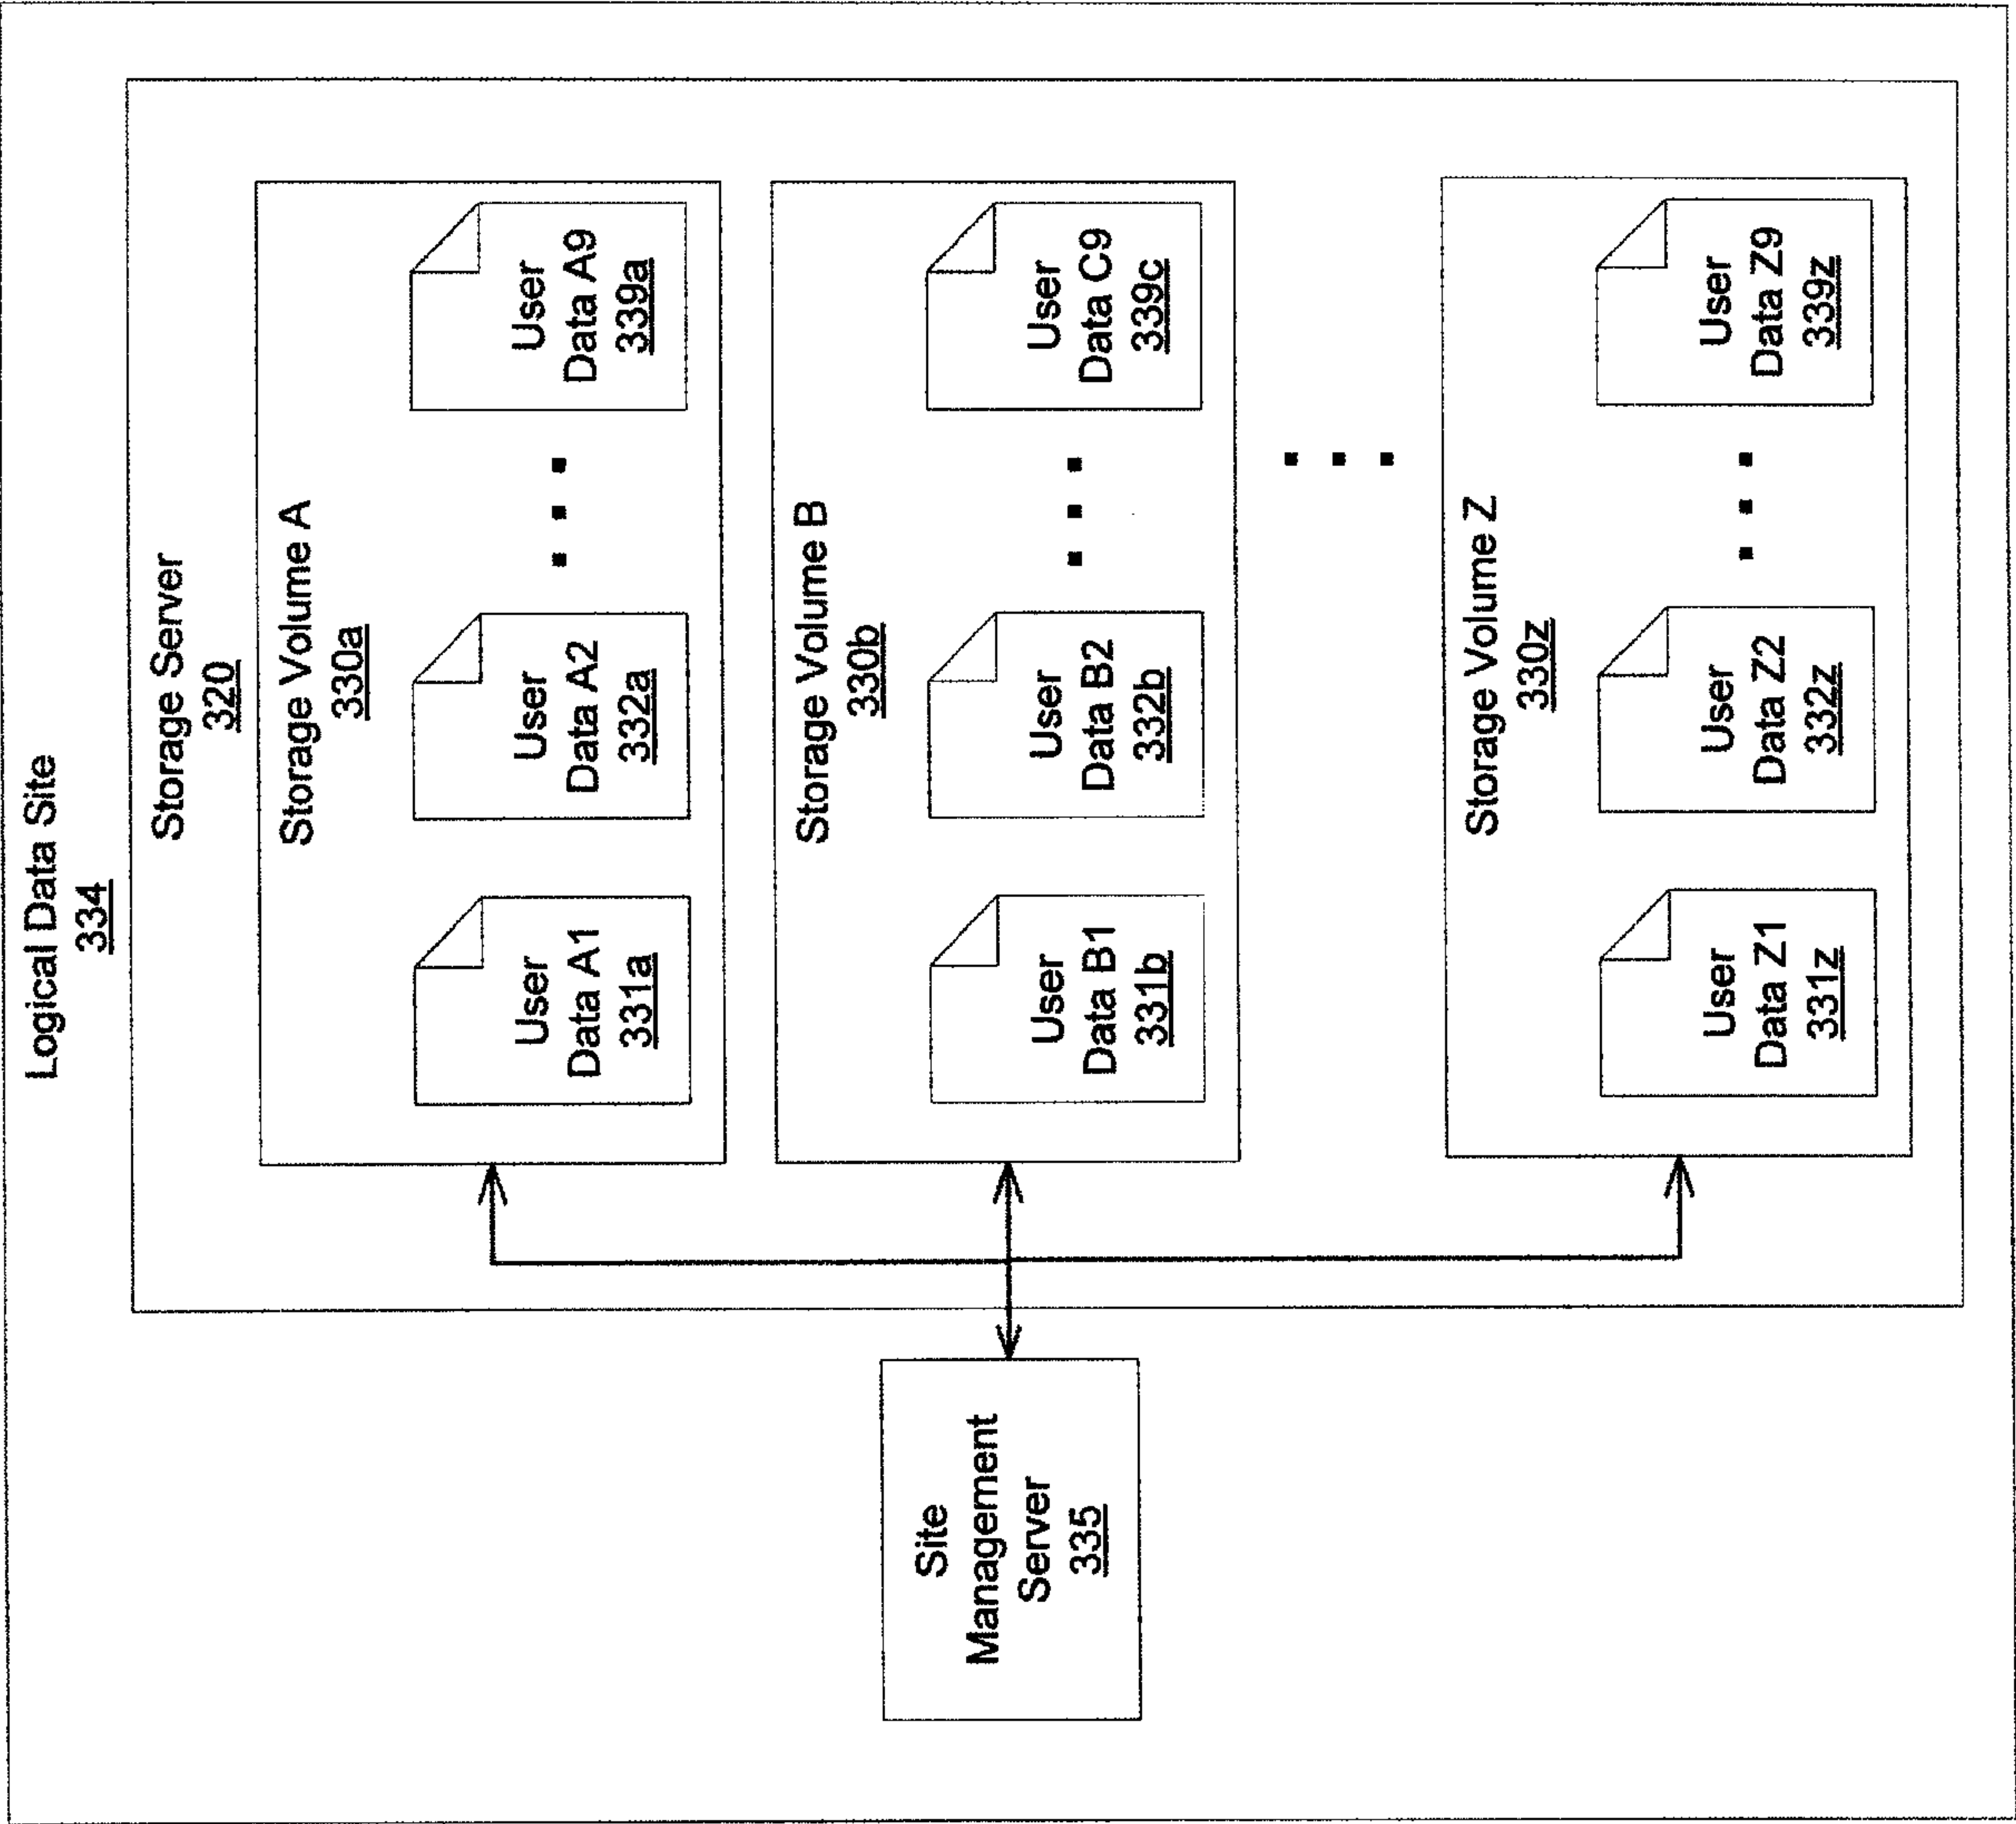 Logical Data Site
334
Storage Server
320
Storage Volume A
330a
User
Data A1
331a
User
Data A2
332a
User
Data A9
339a
Storage Volume B
330b
User
Data B1
331b
User
Data B2
332b
User
Data C9
339c
Storage Volume Z
330z
User
Data Z1
331z
User
Data Z2
332z
User
Data Z9
339z
Site
Management
Server
335